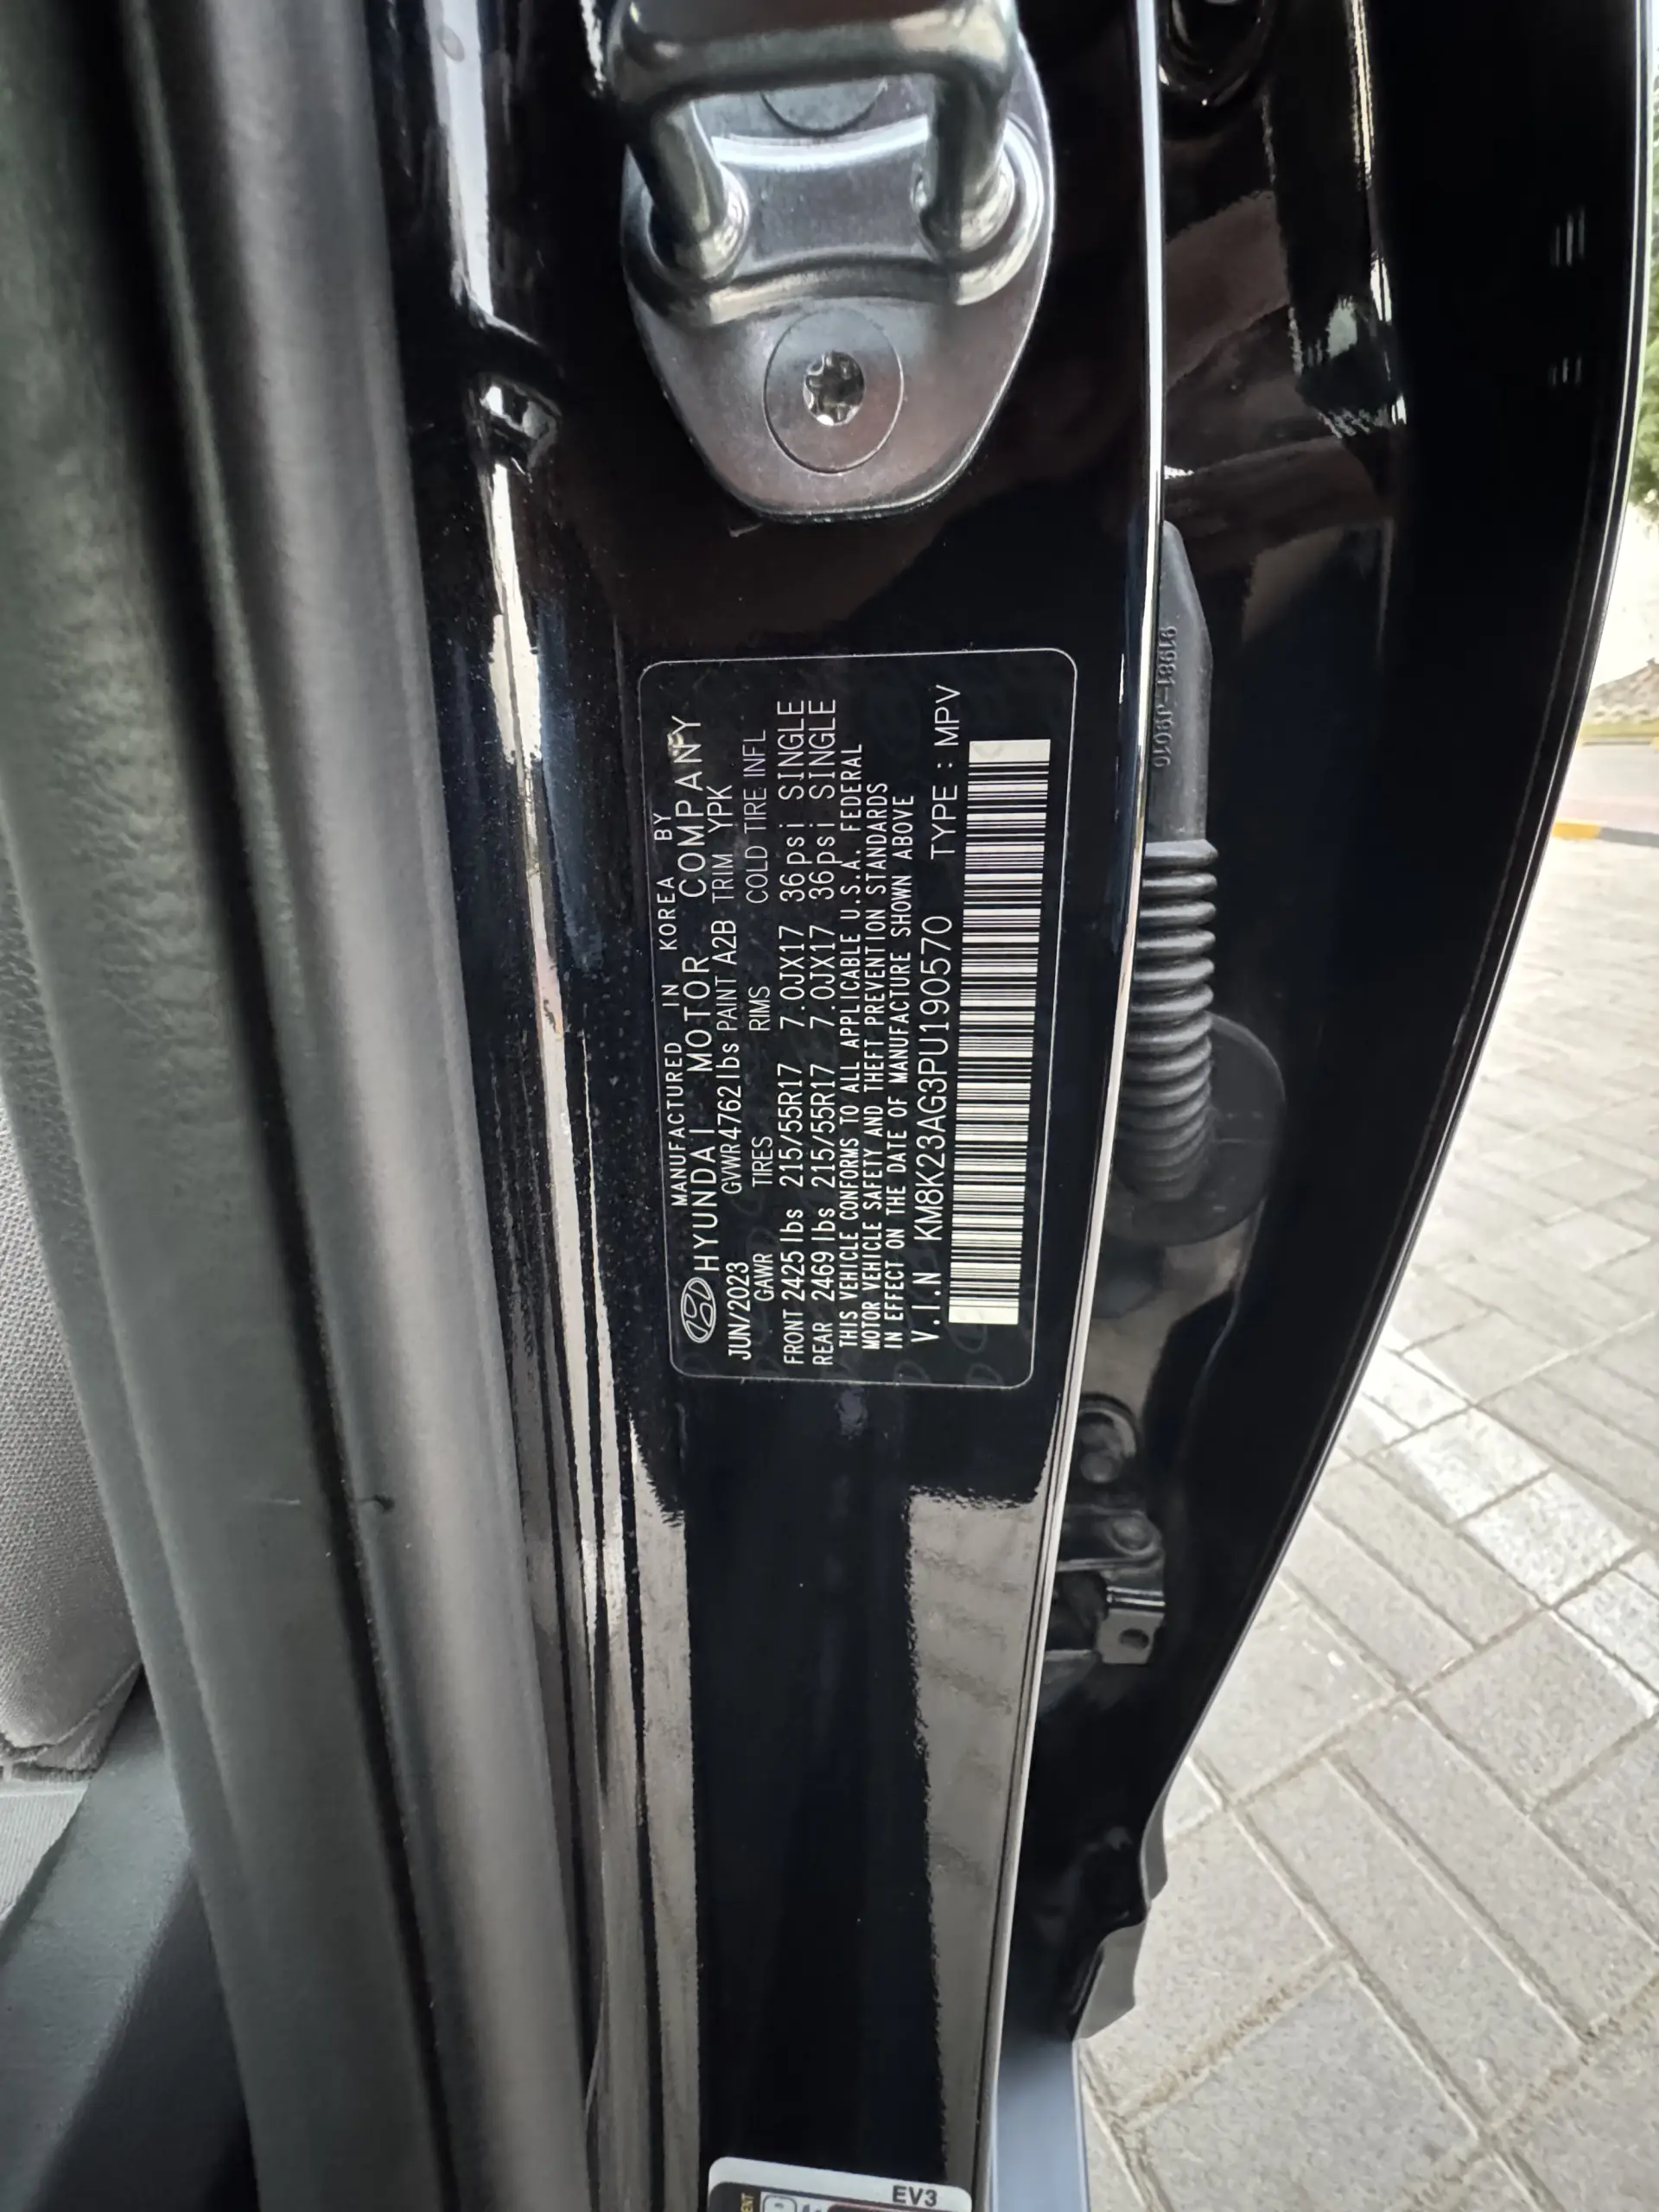 MANUFACTURED IN KOREA BY
HYUNDAI MOTOR COMPANY
JUN/2023 GVWR 4762 lbs PAINT A2B TRIM YPK
GAWR TIRES RIMS COLD TIRE INFL
FRONT 2425 lbs 215/55R17 7.0JX17 36psi SINGLE
REAR 2469 lbs 215/55R17 7.0JX17 36psi SINGLE
THIS VEHICLE CONFORMS TO ALL APPLICABLE U.S.A. FEDERAL
MOTOR VEHICLE SAFETY AND THEFT PREVENTION STANDARDS
IN EFFECT ON THE DATE OF MANUFACTURE SHOWN ABOVE
V.I.N KM8K23AG3PU190570 TYPE : MPV
91981-J9016
EV3